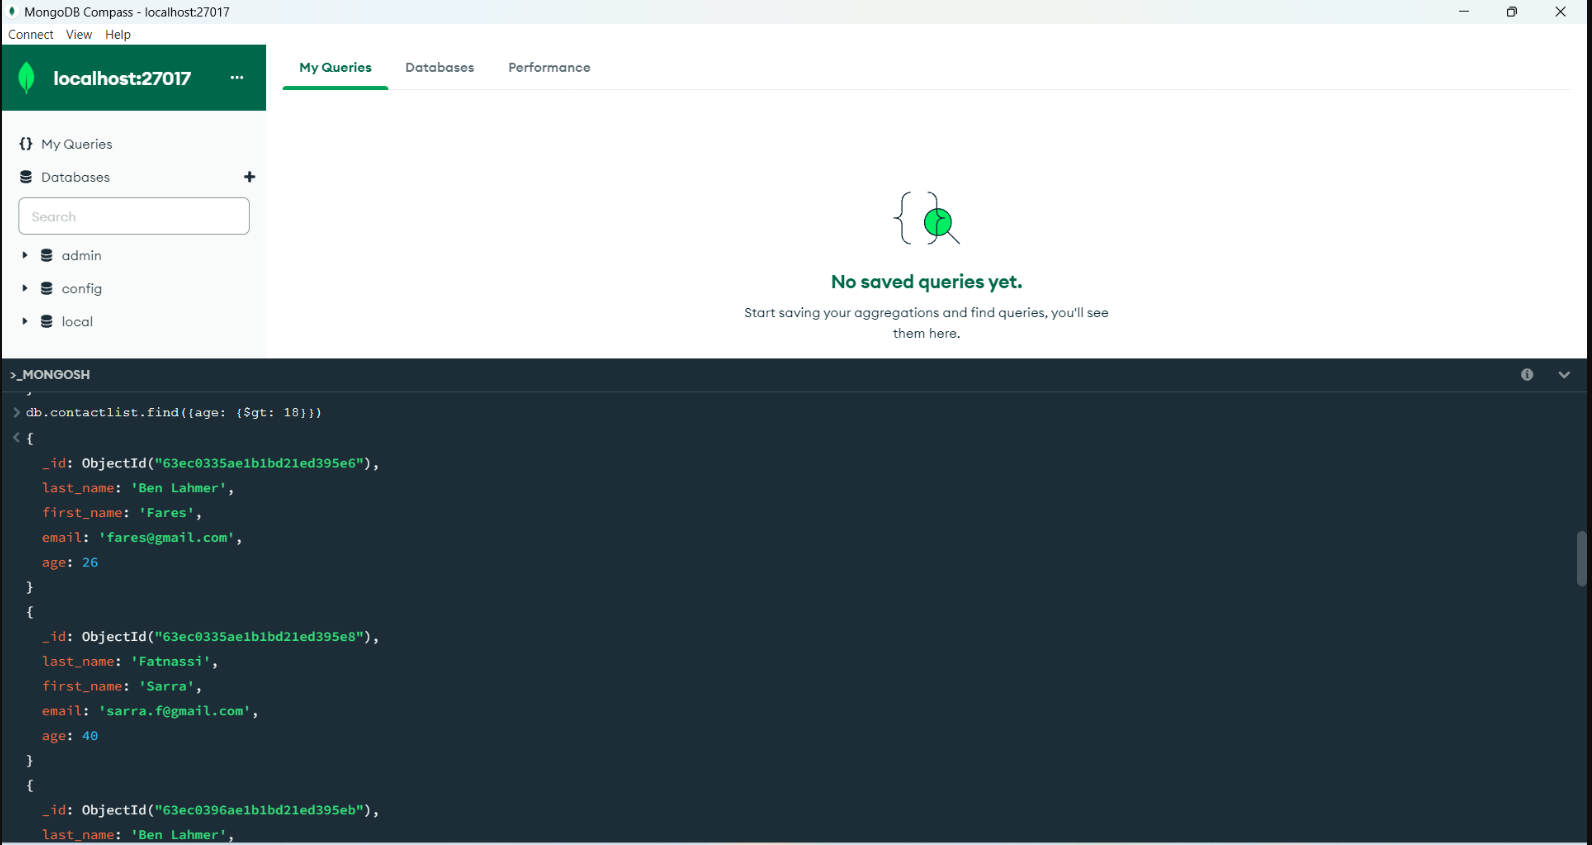 MongoDB Compass - localhost:27017
Connect View Help
localhost:27017 ...
My Queries Databases Performance
{} My Queries
Databases +
Search
admin
config
local
No saved queries yet.
Start saving your aggregations and find queries, you'll see
them here.
>_MONGOSH
> db.contactlist.find({age: {$gt: 18}})
< {
_id: ObjectId("63ec0335ae1b1bd21ed395e6"),
last_name: 'Ben Lahmer',
first_name: 'Fares',
email: 'fares@gmail.com',
age: 26
}
{
_id: ObjectId("63ec0335ae1b1bd21ed395e8"),
last_name: 'Fatnassi',
first_name: 'Sarra',
email: 'sarra.f@gmail.com',
age: 40
}
{
_id: ObjectId("63ec0396ae1b1bd21ed395eb"),
last_name: 'Ben Lahmer',